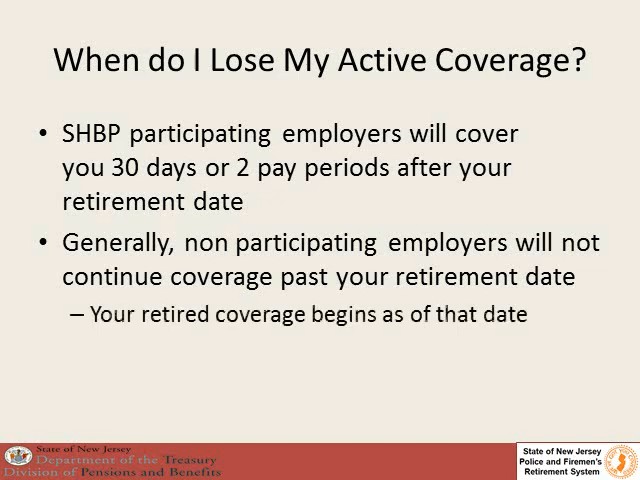 When do I Lose My Active Coverage?
• SHBP participating employers will cover
you 30 days or 2 pay periods after your
retirement date
• Generally, non participating employers will not
continue coverage past your retirement date
– Your retired coverage begins as of that date
State of New Jersey
Department of the Treasury
Division of Pensions and Benefits
State of New Jersey
Police and Firemen's
Retirement System